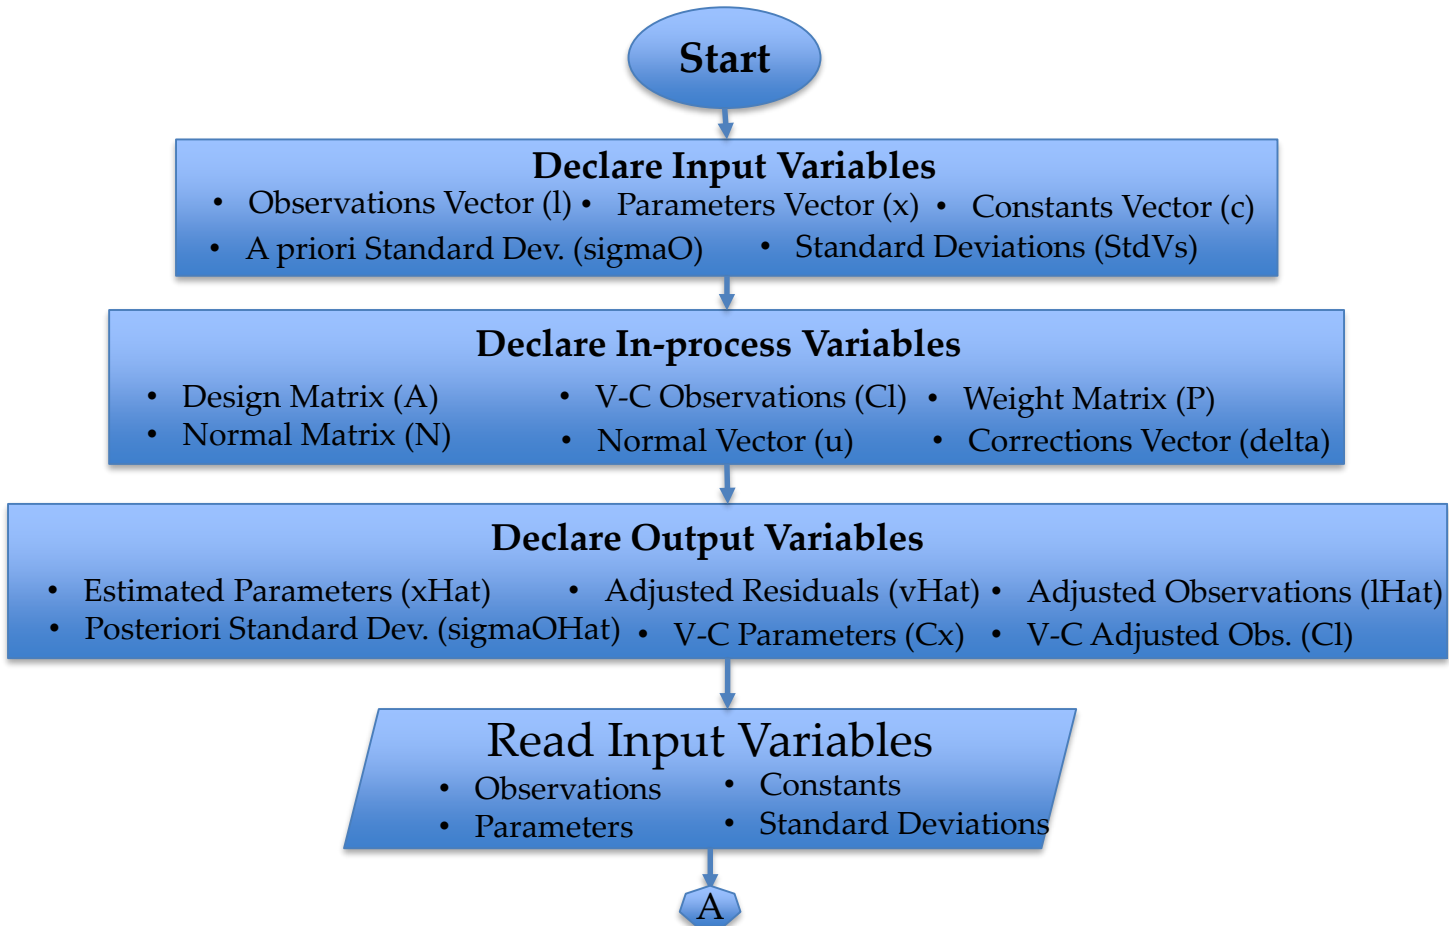 Start
Declare Input Variables
• Observations Vector (l) • Parameters Vector (x) • Constants Vector (c)
• A priori Standard Dev. (sigmaO) • Standard Deviations (StdVs)
Declare In-process Variables
• Design Matrix (A) • V-C Observations (Cl) • Weight Matrix (P)
• Normal Matrix (N) • Normal Vector (u) • Corrections Vector (delta)
Declare Output Variables
• Estimated Parameters (xHat) • Adjusted Residuals (vHat) • Adjusted Observations (lHat)
• Posteriori Standard Dev. (sigmaOHat) • V-C Parameters (Cx) • V-C Adjusted Obs. (Cl)
Read Input Variables
• Observations • Constants
• Parameters • Standard Deviations
A